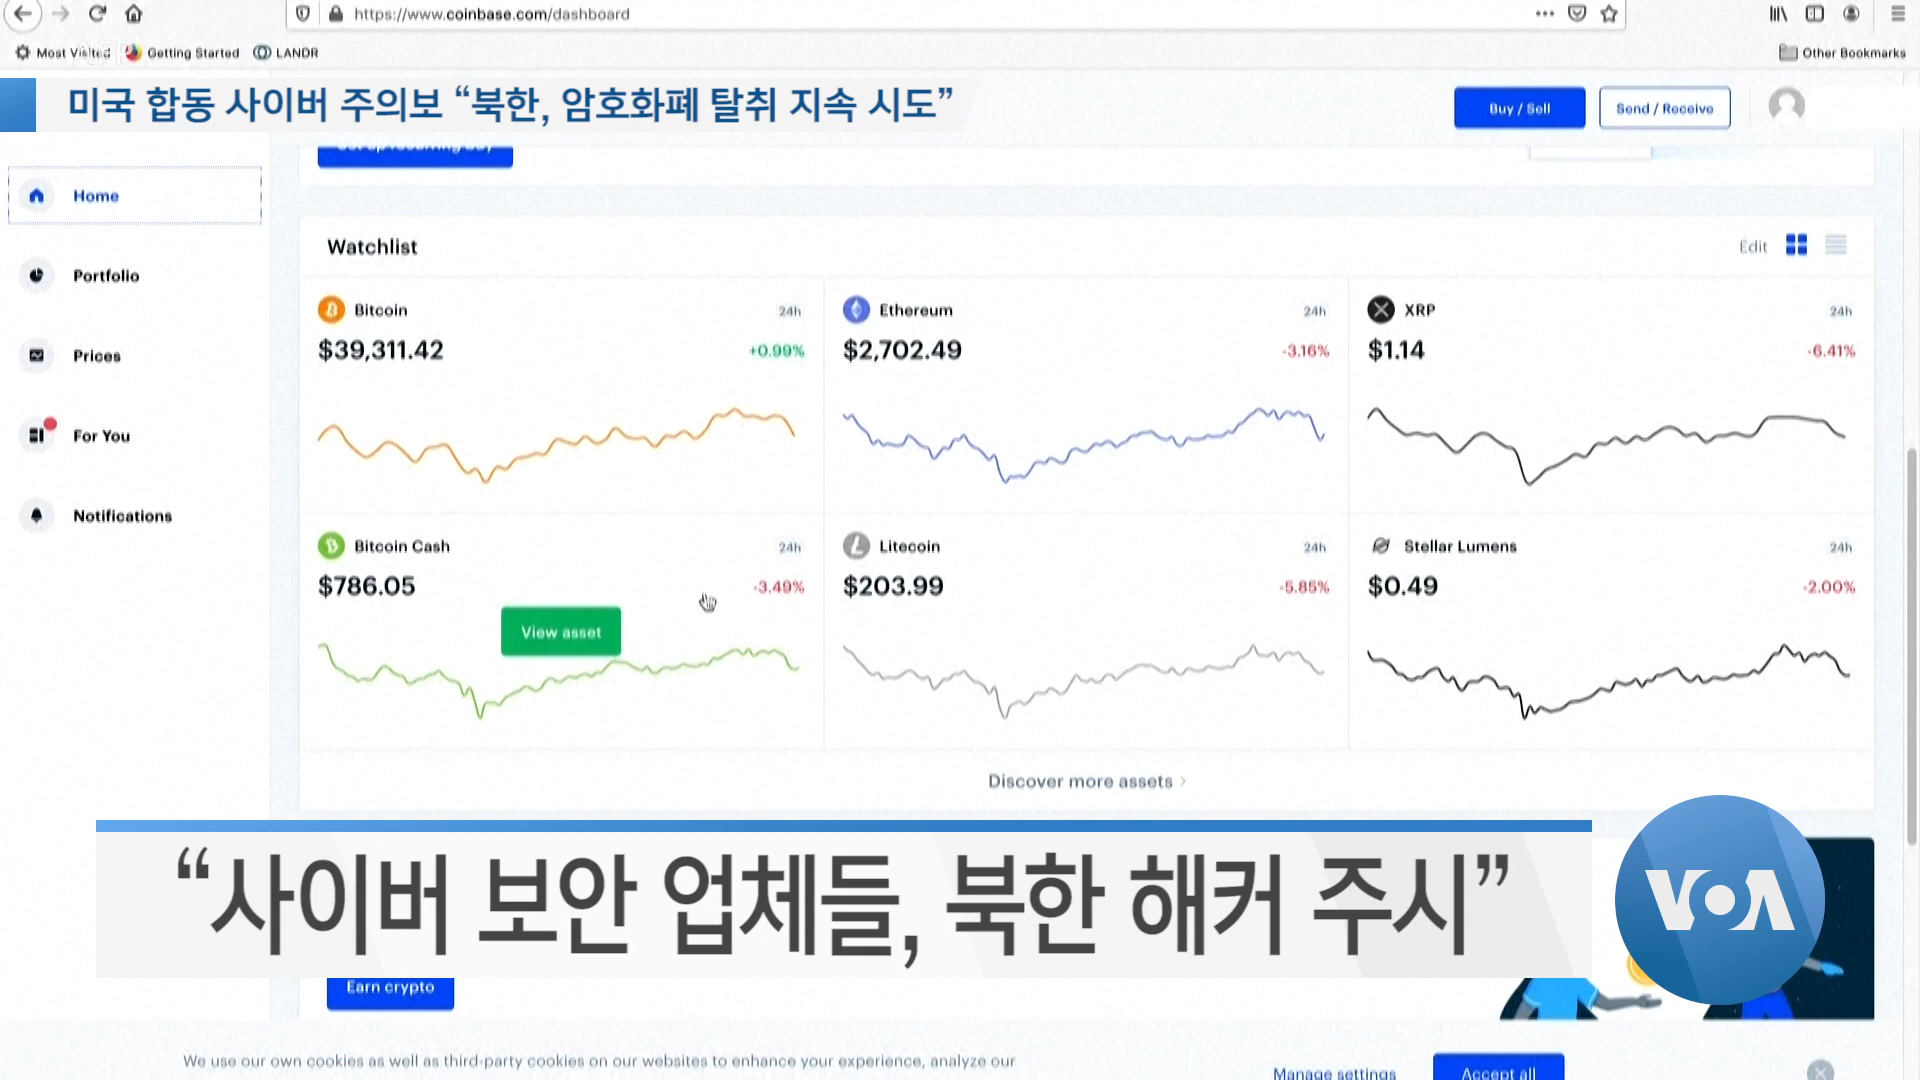 https://www.coinbase.com/dashboard
Most Visited Getting Started LANDR Other Bookmarks
미국 합동 사이버 주의보 “북한, 암호화폐 탈취 지속 시도”
Buy / Sell Send / Receive
Home
Portfolio
Prices
For You
Notifications
Watchlist Edit
Bitcoin 24h
$39,311.42 +0.99%
Ethereum 24h
$2,702.49 -3.16%
XRP 24h
$1.14 -6.41%
Bitcoin Cash 24h
$786.05 -3.49%
View asset
Litecoin 24h
$203.99 -5.85%
Stellar Lumens 24h
$0.49 -2.00%
Discover more assets
“사이버 보안 업체들, 북한 해커 주시”
VOA
Earn crypto
We use our own cookies as well as third-party cookies on our websites to enhance your experience, analyze our
Manage settings Accept all